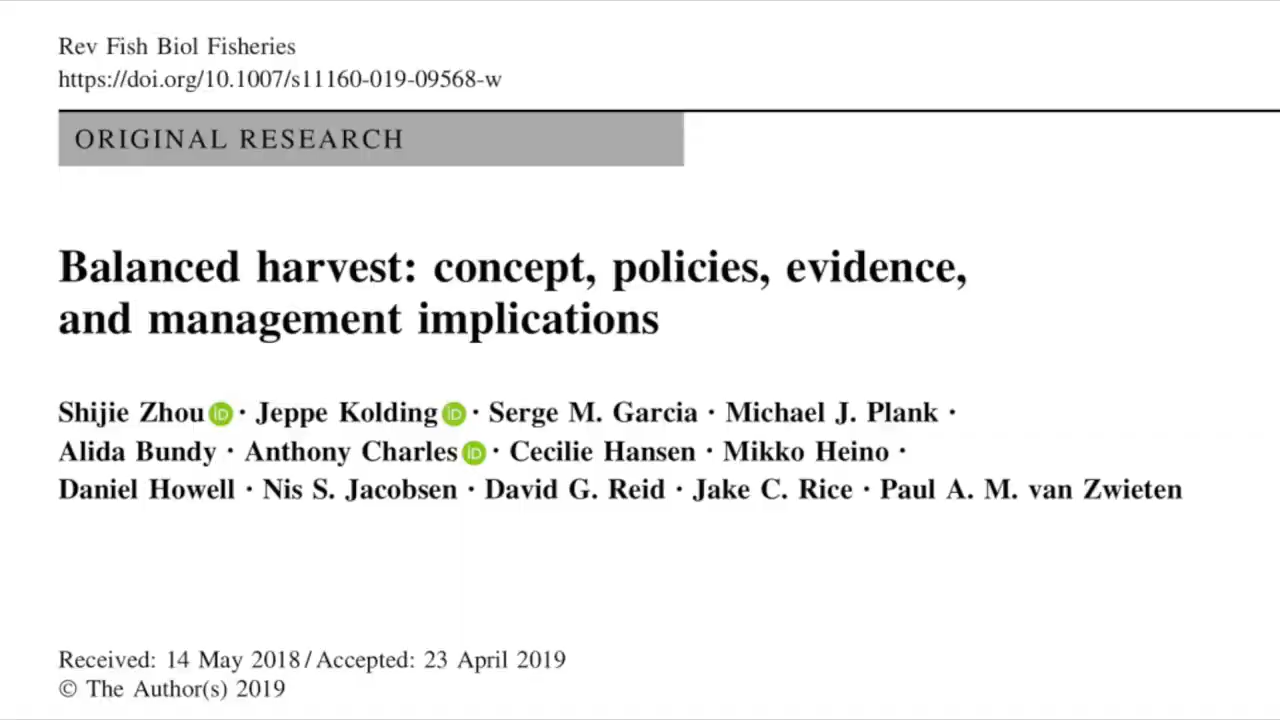 Rev Fish Biol Fisheries
https://doi.org/10.1007/s11160-019-09568-w
ORIGINAL RESEARCH
Balanced harvest: concept, policies, evidence,
and management implications
Shijie Zhou iD · Jeppe Kolding iD · Serge M. Garcia · Michael J. Plank ·
Alida Bundy · Anthony Charles iD · Cecilie Hansen · Mikko Heino ·
Daniel Howell · Nis S. Jacobsen · David G. Reid · Jake C. Rice · Paul A. M. van Zwieten
Received: 14 May 2018 / Accepted: 23 April 2019
© The Author(s) 2019